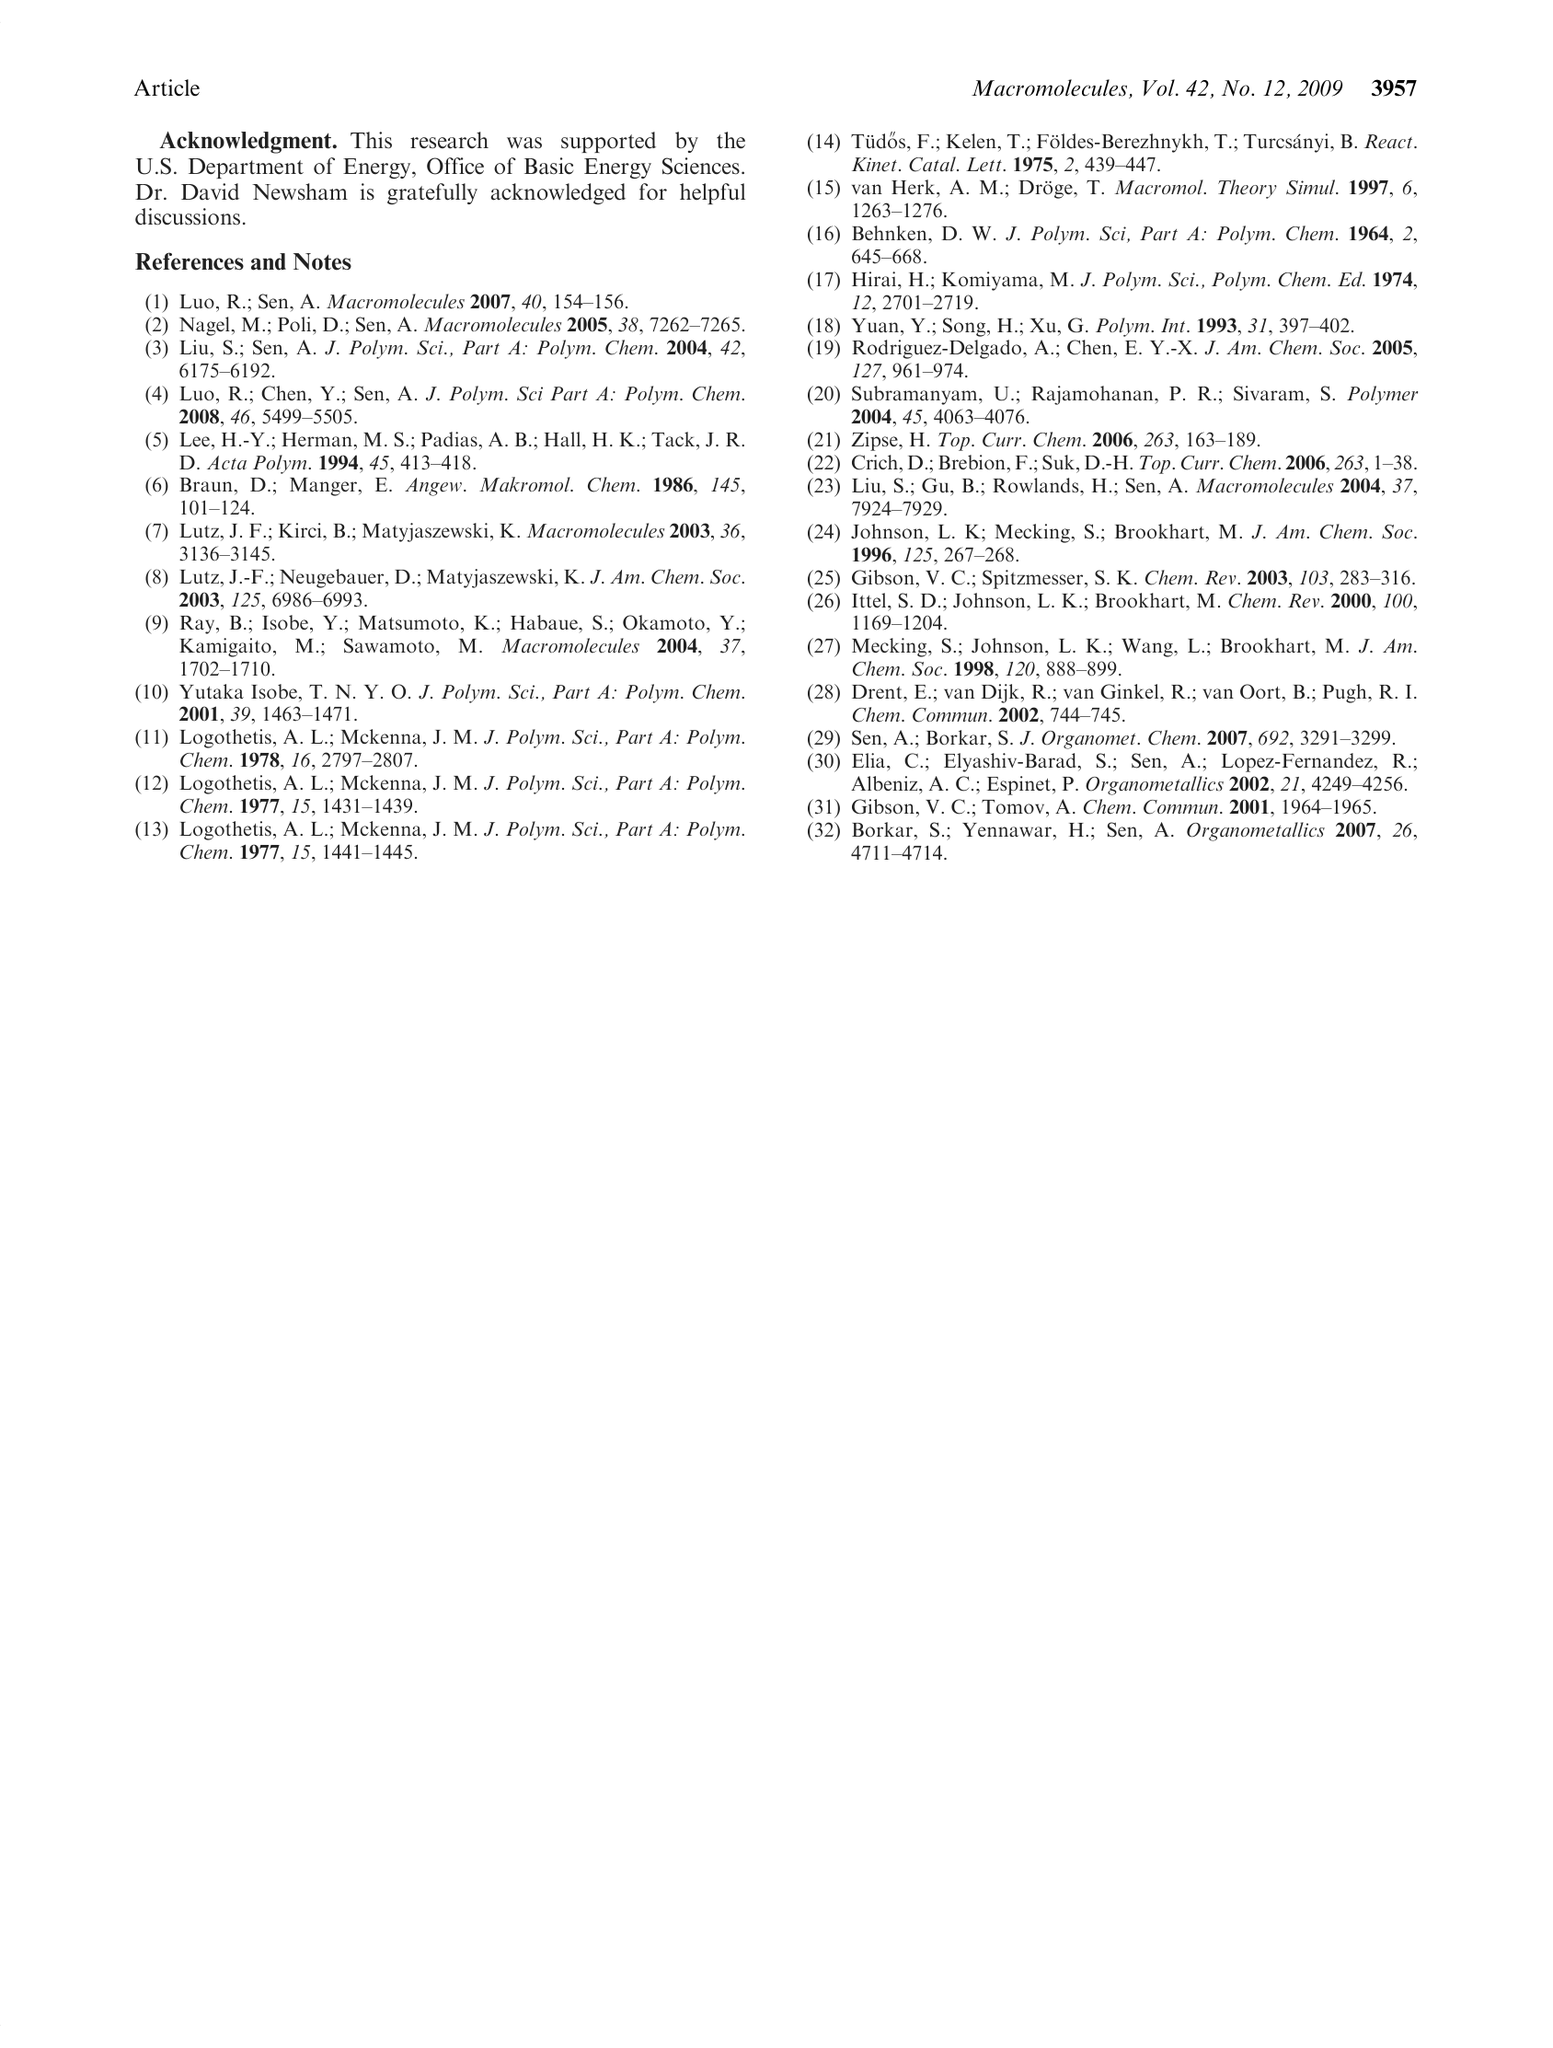 Article
Macromolecules, Vol. 42, No. 12, 2009 3957
Acknowledgment. This research was supported by the
U.S. Department of Energy, Office of Basic Energy Sciences.
Dr. David Newsham is gratefully acknowledged for helpful
discussions.
References and Notes
(1) Luo, R.; Sen, A. Macromolecules 2007, 40, 154–156.
(2) Nagel, M.; Poli, D.; Sen, A. Macromolecules 2005, 38, 7262–7265.
(3) Liu, S.; Sen, A. J. Polym. Sci., Part A: Polym. Chem. 2004, 42,
6175–6192.
(4) Luo, R.; Chen, Y.; Sen, A. J. Polym. Sci Part A: Polym. Chem.
2008, 46, 5499–5505.
(5) Lee, H.-Y.; Herman, M. S.; Padias, A. B.; Hall, H. K.; Tack, J. R.
D. Acta Polym. 1994, 45, 413–418.
(6) Braun, D.; Manger, E. Angew. Makromol. Chem. 1986, 145,
101–124.
(7) Lutz, J. F.; Kirci, B.; Matyjaszewski, K. Macromolecules 2003, 36,
3136–3145.
(8) Lutz, J.-F.; Neugebauer, D.; Matyjaszewski, K. J. Am. Chem. Soc.
2003, 125, 6986–6993.
(9) Ray, B.; Isobe, Y.; Matsumoto, K.; Habaue, S.; Okamoto, Y.;
Kamigaito, M.; Sawamoto, M. Macromolecules 2004, 37,
1702–1710.
(10) Yutaka Isobe, T. N. Y. O. J. Polym. Sci., Part A: Polym. Chem.
2001, 39, 1463–1471.
(11) Logothetis, A. L.; Mckenna, J. M. J. Polym. Sci., Part A: Polym.
Chem. 1978, 16, 2797–2807.
(12) Logothetis, A. L.; Mckenna, J. M. J. Polym. Sci., Part A: Polym.
Chem. 1977, 15, 1431–1439.
(13) Logothetis, A. L.; Mckenna, J. M. J. Polym. Sci., Part A: Polym.
Chem. 1977, 15, 1441–1445.
(14) Tüdős, F.; Kelen, T.; Földes-Berezhnykh, T.; Turcsányi, B. React.
Kinet. Catal. Lett. 1975, 2, 439–447.
(15) van Herk, A. M.; Dröge, T. Macromol. Theory Simul. 1997, 6,
1263–1276.
(16) Behnken, D. W. J. Polym. Sci, Part A: Polym. Chem. 1964, 2,
645–668.
(17) Hirai, H.; Komiyama, M. J. Polym. Sci., Polym. Chem. Ed. 1974,
12, 2701–2719.
(18) Yuan, Y.; Song, H.; Xu, G. Polym. Int. 1993, 31, 397–402.
(19) Rodriguez-Delgado, A.; Chen, E. Y.-X. J. Am. Chem. Soc. 2005,
127, 961–974.
(20) Subramanyam, U.; Rajamohanan, P. R.; Sivaram, S. Polymer
2004, 45, 4063–4076.
(21) Zipse, H. Top. Curr. Chem. 2006, 263, 163–189.
(22) Crich, D.; Brebion, F.; Suk, D.-H. Top. Curr. Chem. 2006, 263, 1–38.
(23) Liu, S.; Gu, B.; Rowlands, H.; Sen, A. Macromolecules 2004, 37,
7924–7929.
(24) Johnson, L. K; Mecking, S.; Brookhart, M. J. Am. Chem. Soc.
1996, 125, 267–268.
(25) Gibson, V. C.; Spitzmesser, S. K. Chem. Rev. 2003, 103, 283–316.
(26) Ittel, S. D.; Johnson, L. K.; Brookhart, M. Chem. Rev. 2000, 100,
1169–1204.
(27) Mecking, S.; Johnson, L. K.; Wang, L.; Brookhart, M. J. Am.
Chem. Soc. 1998, 120, 888–899.
(28) Drent, E.; van Dijk, R.; van Ginkel, R.; van Oort, B.; Pugh, R. I.
Chem. Commun. 2002, 744–745.
(29) Sen, A.; Borkar, S. J. Organomet. Chem. 2007, 692, 3291–3299.
(30) Elia, C.; Elyashiv-Barad, S.; Sen, A.; Lopez-Fernandez, R.;
Albeniz, A. C.; Espinet, P. Organometallics 2002, 21, 4249–4256.
(31) Gibson, V. C.; Tomov, A. Chem. Commun. 2001, 1964–1965.
(32) Borkar, S.; Yennawar, H.; Sen, A. Organometallics 2007, 26,
4711–4714.